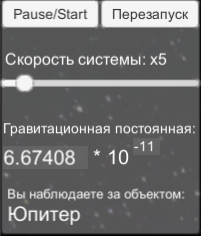 Pause/Start Перезапуск
Скорость системы: x5
Гравитационная постоянная:
6.67408 * 10 -11
Вы наблюдаете за объектом:
Юпитер